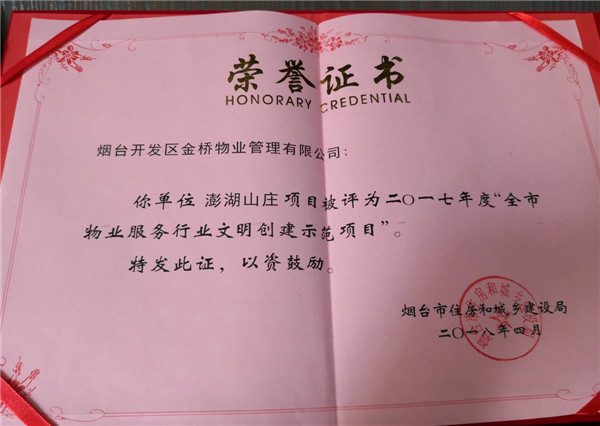 荣誉证书
HONORARY CREDENTIAL
烟台开发区金桥物业管理有限公司：
你单位 澎湖山庄 项目被评为二〇一七年度“全市
物业服务行业文明创建示范项目”。
特发此证，以资鼓励。
烟台市住房和城乡建设局
二〇一八年四月